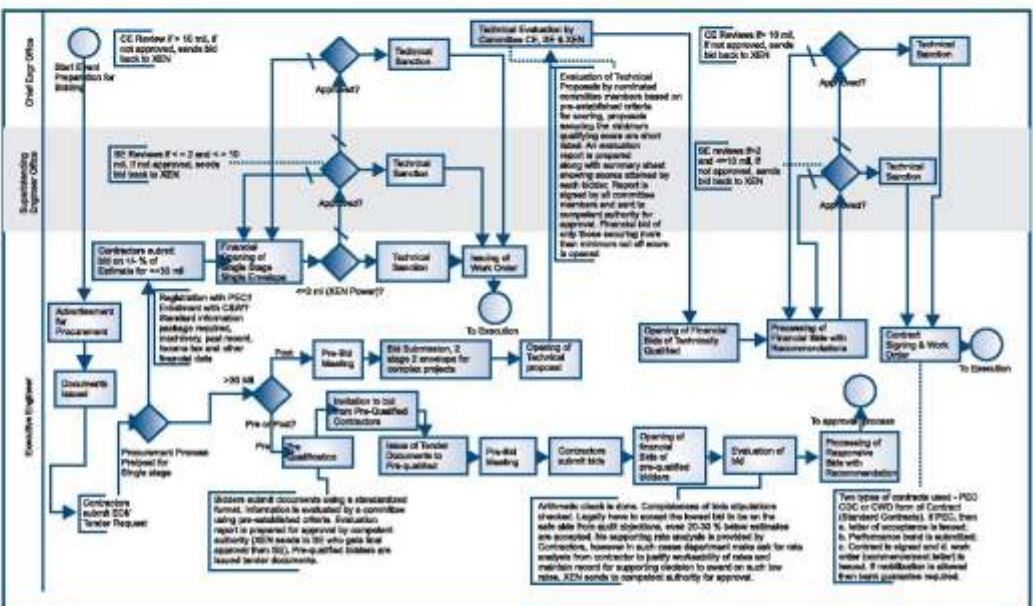 Chief Engr Office
Superintending
Engineer Office
Executive Engineer
CE Review if > 10 mil, if
not approved, sends bid
back to XEN
Start Event
Preparation for
Bidding
Approved?
Technical
Sanction
Technical Evaluation by
Committee CE, SE & XEN
Evaluation of Technical
Proposals by nominated
committee members based on
pre-established criteria
for scoring, proposals
securing the minimum
qualifying score are short
listed. An evaluation
report is prepared
along with summary sheet
showing scores attained by
each bidder. Report is
signed by all committee
members and sent to
competent authority for
approval. Financial bid of
only those securing more
than minimum cut off score
is opened
CE Reviews if> 10 mil,
if not approved, sends
bid back to XEN
Approved?
Technical
Sanction
SE Reviews if < = 2 and < = 10
mil, if not approved, sends
bid back to XEN
Approved?
Technical
Sanction
SE reviews if>2
and <=10 mil, if
not approved, sends
bid back to XEN
Approved?
Technical
Sanction
Contractors submit
bid on +/- % of
Estimate for <=30 mil
Financial
Opening of
Single Stage
Single Envelope
<=2 ml (XEN Power)?
Technical
Sanction
Issuing of
Work Order
To Execution
Advertisement
for
Procurement
Registration with PEC?
Enrollment with C&W?
Standard information
package required,
machinery, past record,
income tax and other
financial data
Documents
Issued
>30 Mil
Post
Pre-Bid
Meeting
Bid Submission, 2
stage 2 envelope for
complex projects
Opening of
Technical
proposal
Opening of Financial
Bids of Technically
Qualified
Processing of
Financial Bids with
Recommendations
Contract
Signing & Work
Order
To Execution
Procurement Process
Prepped for
Single stage
Pre or Post?
Pre
Qualification
Invitation to bid
from Pre-Qualified
Contractors
Issue of Tender
Documents to
Pre-qualified
Pre-Bid
Meeting
Contractors
submit bids
Opening of
financial
Bids of
pre-qualified
bidders
Evaluation of
bid
Processing of
Responsive
Bids with
Recommendation
To approval process
Contractors
submit EOI/
Tender Request
Bidders submit documents using a standardized
format. Information is evaluated by a committee
using pre-established criteria. Evaluation
report is prepared for approval by competent
authority (XEN sends to SE who gets final
approval than SE). Pre-qualified bidders are
issued tender documents.
Arithmetic check is done. Completeness of bids stipulations
checked. Legally have to accept the lowest bid to be on the
safe side from audit objections, even 20-30 % below estimates
are accepted. No supporting rate analysis is provided by
Contractors, however in such cases department make ask for rate
analysis from contractor to justify workability of rates and
maintain record for supporting decision to award on such low
rates. XEN sends to competent authority for approval.
Two types of contracts used - PEC
COC or CWD form of Contract
(Standard Contracts). If PEC, then
a. letter of acceptance is issued;
b. Performance bond is submitted;
c. Contract is signed and d. work
order (commencement letter) is
issued. If mobilization is allowed
then bank guarantee required.